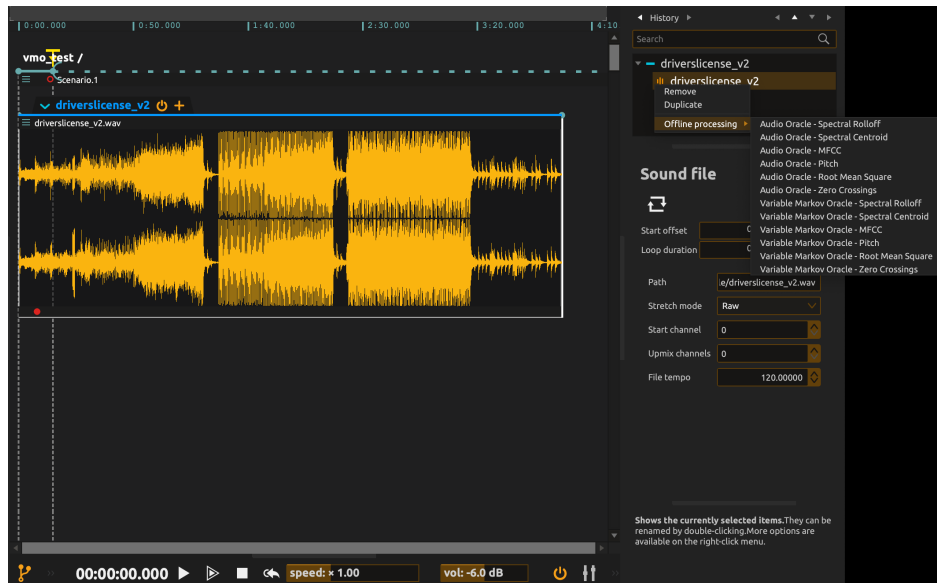 0:00.000
0:50.000
1:40.000
2:30.000
3:20.000
4:10
vmo_test /
Scenario.1
driverslicense_v2
driverslicense_v2.wav
00:00:00.000
speed: × 1.00
vol: -6.0 dB
History
Search
driverslicense_v2
driverslicense_v2
Remove
Duplicate
Offline processing
Audio Oracle - Spectral Rolloff
Audio Oracle - Spectral Centroid
Audio Oracle - MFCC
Audio Oracle - Pitch
Audio Oracle - Root Mean Square
Audio Oracle - Zero Crossings
Variable Markov Oracle - Spectral Rolloff
Variable Markov Oracle - Spectral Centroid
Variable Markov Oracle - MFCC
Variable Markov Oracle - Pitch
Variable Markov Oracle - Root Mean Square
Variable Markov Oracle - Zero Crossings
Sound file
Start offset
Loop duration
Path
:e/driverslicense_v2.wav
Stretch mode
Raw
Start channel
0
Upmix channels
0
File tempo
120.00000
Shows the currently selected items.They can be
renamed by double-clicking.More options are
available on the right-click menu.